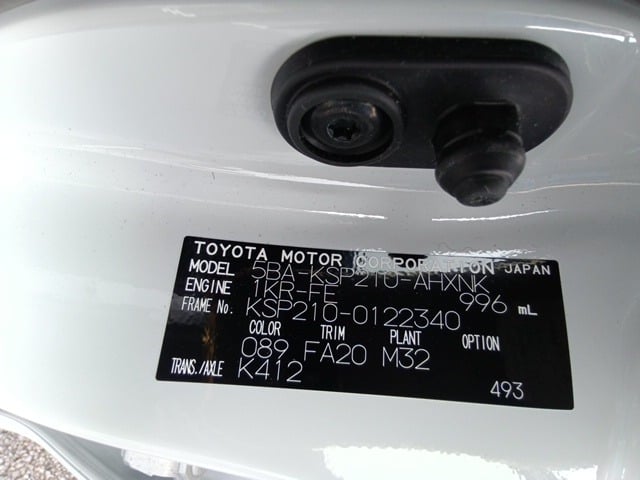 TOYOTA MOTOR CORPORATION JAPAN
MODEL 5BA-KSP210-AHXNK
ENGINE 1KR-FE 996 mL
FRAME No. KSP210-0122340
COLOR TRIM PLANT OPTION
089 FA20 M32
TRANS./AXLE K412
493